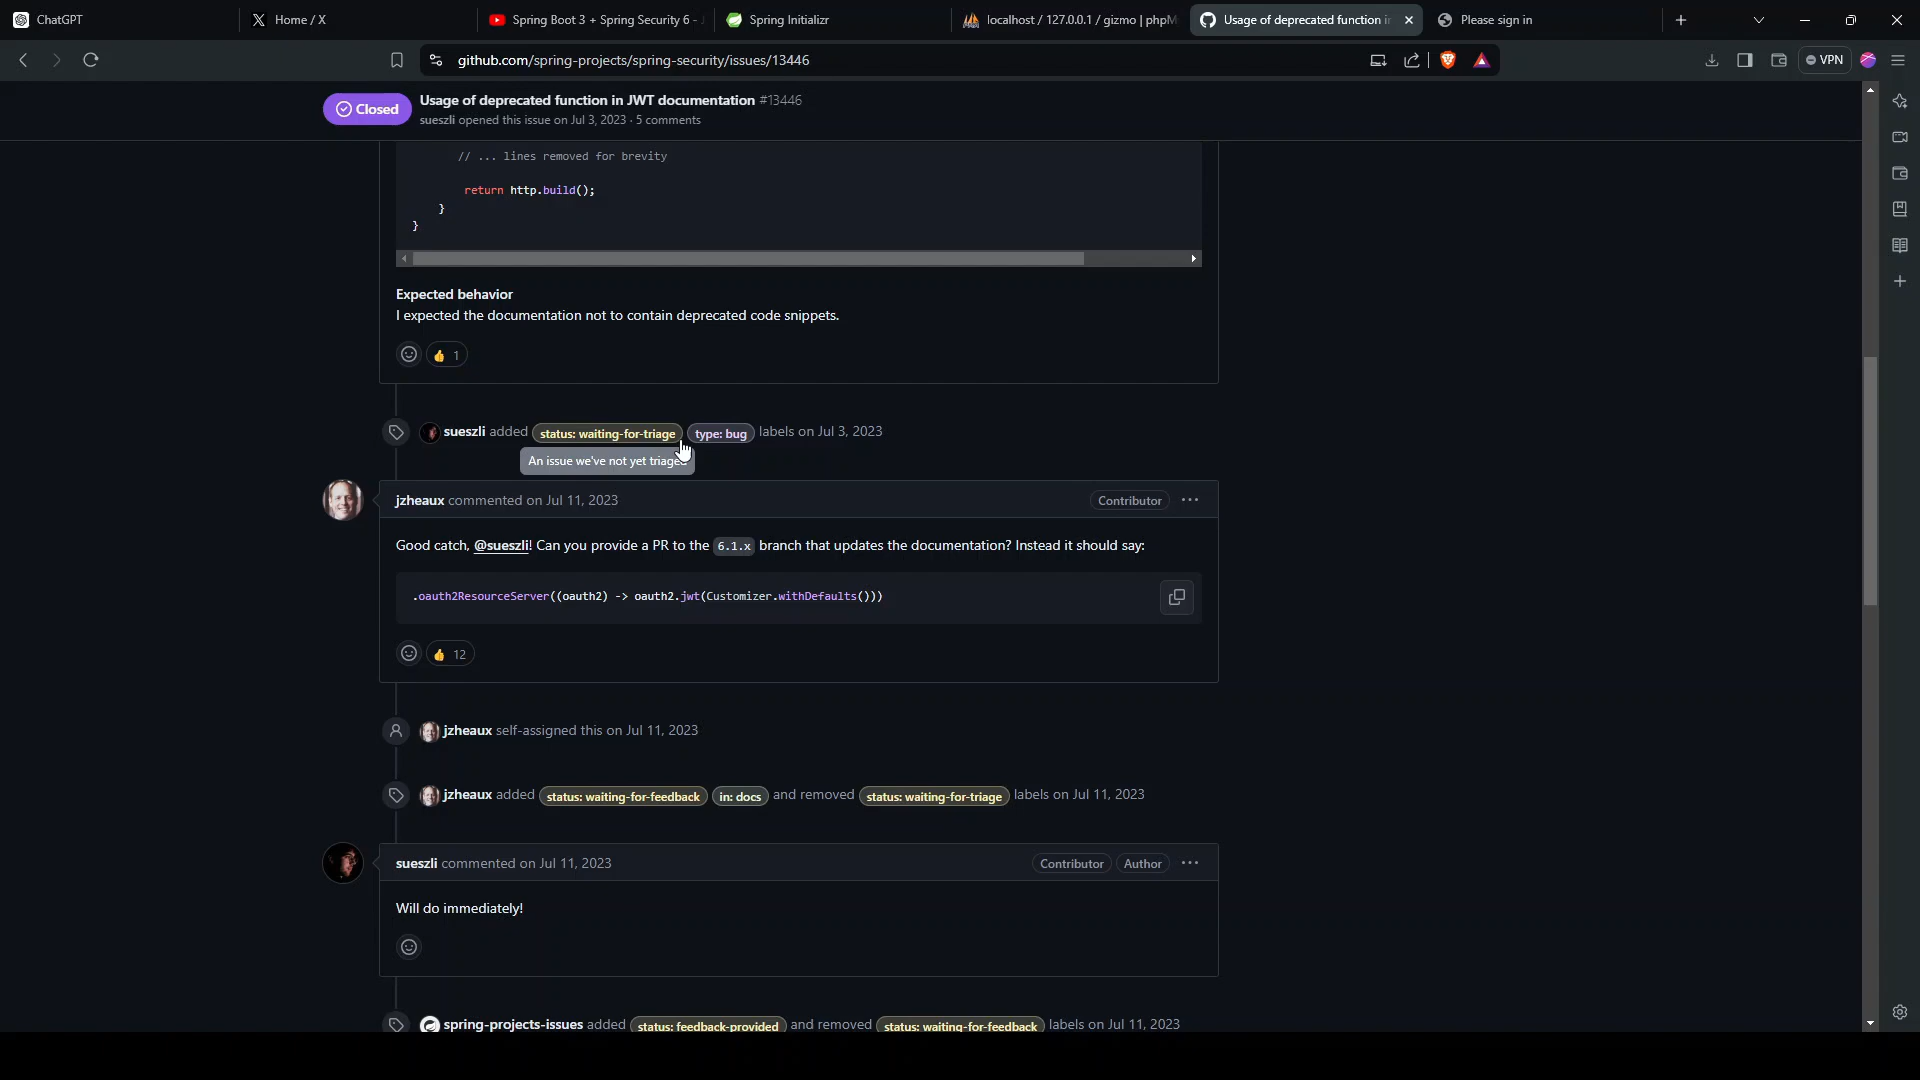 ChatGPT
Home / X
Spring Boot 3 + Spring Security 6 -
Spring Initializr
localhost / 127.0.0.1 / gizmo | phpM
Usage of deprecated function in
Please sign in
github.com/spring-projects/spring-security/issues/13446
VPN
Closed
Usage of deprecated function in JWT documentation #13446
sueszli opened this issue on Jul 3, 2023 · 5 comments
// ... lines removed for brevity
return http.build();
}
}
Expected behavior
I expected the documentation not to contain deprecated code snippets.
👍 1
sueszli added status: waiting-for-triage type: bug labels on Jul 3, 2023
An issue we've not yet triaged
jzheaux commented on Jul 11, 2023
Contributor
Good catch, @sueszli! Can you provide a PR to the 6.1.x branch that updates the documentation? Instead it should say:
.oauth2ResourceServer((oauth2) -> oauth2.jwt(Customizer.withDefaults()))
👍 12
jzheaux self-assigned this on Jul 11, 2023
jzheaux added status: waiting-for-feedback in: docs and removed status: waiting-for-triage labels on Jul 11, 2023
sueszli commented on Jul 11, 2023
Contributor Author
Will do immediately!
spring-projects-issues added status: feedback-provided and removed status: waiting-for-feedback labels on Jul 11, 2023